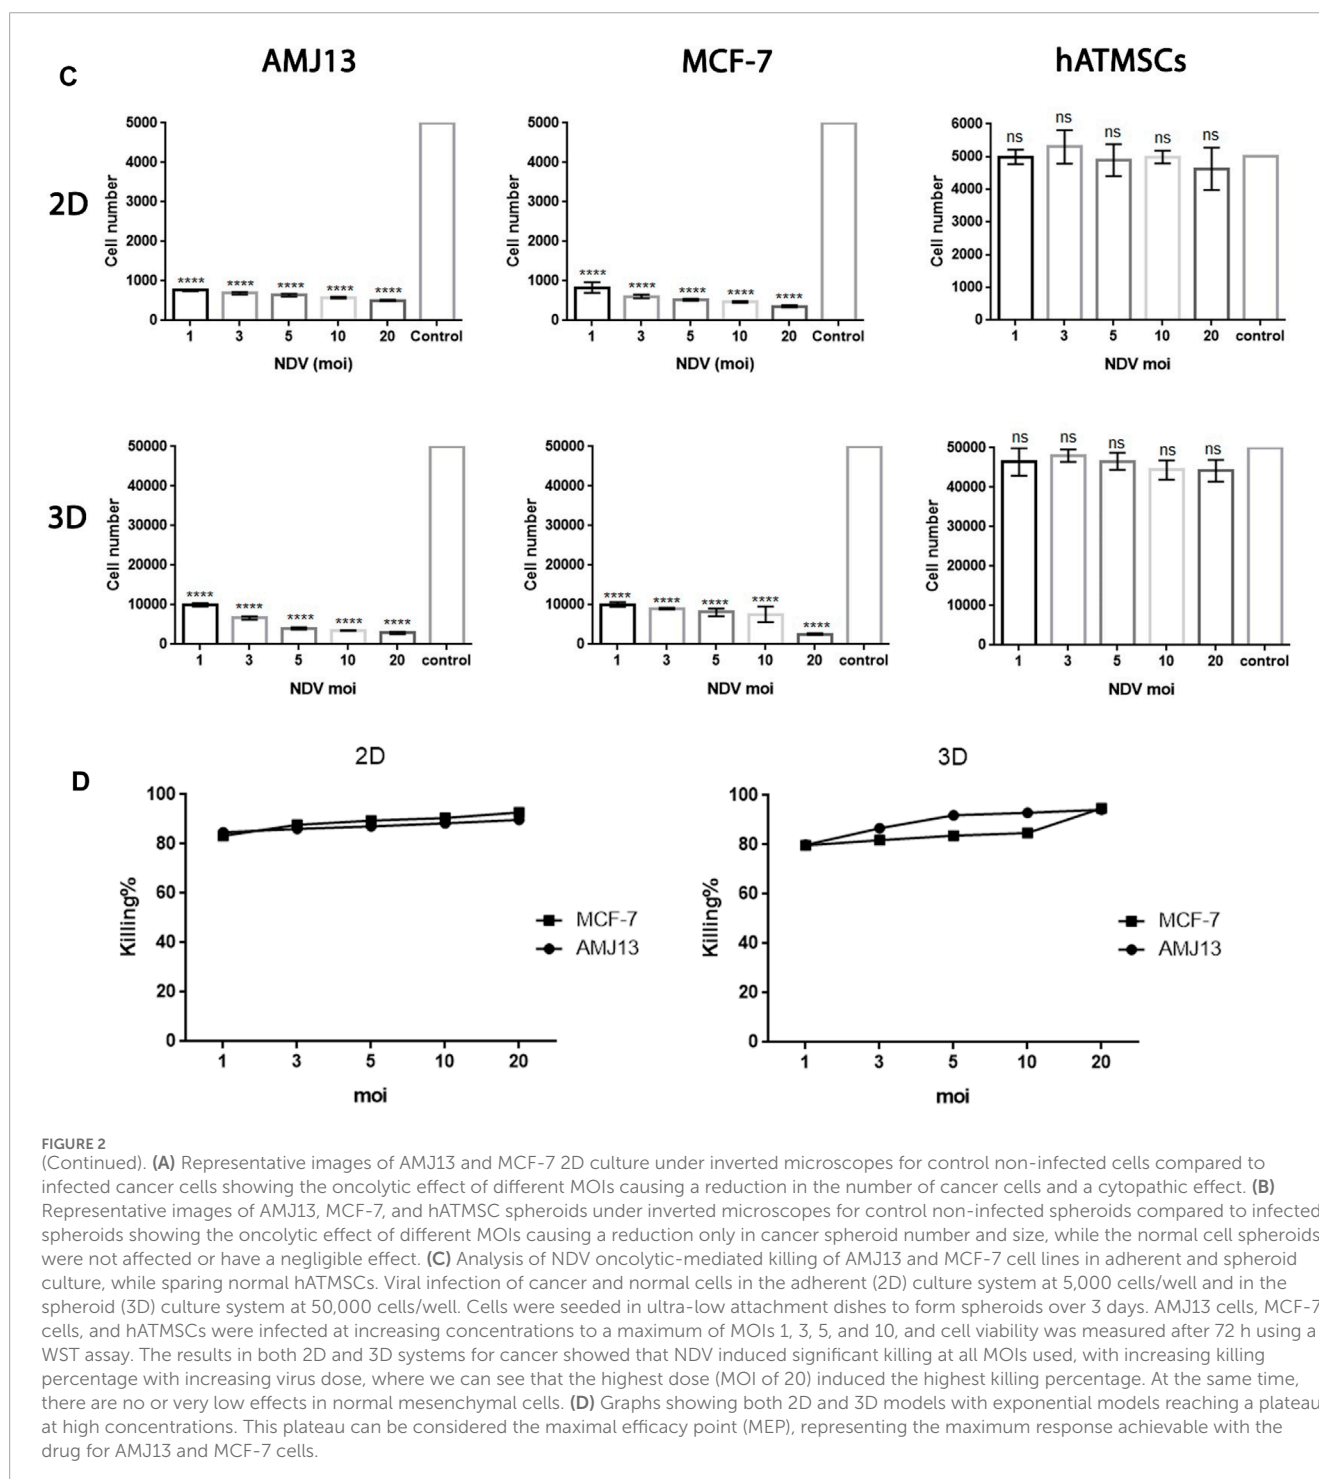 C
AMJ13
MCF-7
hATMSCs
2D
Cell number
5000
4000
3000
2000
1000
0
**** **** **** **** ****
1 3 5 10 20 Control
NDV (moi)
Cell number
5000
4000
3000
2000
1000
0
**** **** **** **** ****
1 3 5 10 20 Control
NDV (moi)
Cell number
6000
5000
4000
3000
2000
1000
0
ns ns ns ns ns
1 3 5 10 20 control
NDV moi
3D
Cell number
50000
40000
30000
20000
10000
0
**** **** **** **** ****
1 3 5 10 20 control
NDV moi
Cell number
50000
40000
30000
20000
10000
0
**** **** **** **** ****
1 3 5 10 20 control
NDV moi
Cell number
50000
40000
30000
20000
10000
0
ns ns ns ns ns
1 3 5 10 20 control
NDV moi
D
2D
Killing%
100
80
60
40
20
0
1 3 5 10 20
moi
MCF-7
AMJ13
3D
Killing%
100
80
60
40
20
0
1 3 5 10 20
moi
MCF-7
AMJ13
FIGURE 2
(Continued). (A) Representative images of AMJ13 and MCF-7 2D culture under inverted microscopes for control non-infected cells compared to
infected cancer cells showing the oncolytic effect of different MOIs causing a reduction in the number of cancer cells and a cytopathic effect. (B)
Representative images of AMJ13, MCF-7, and hATMSC spheroids under inverted microscopes for control non-infected spheroids compared to infected
spheroids showing the oncolytic effect of different MOIs causing a reduction only in cancer spheroid number and size, while the normal cell spheroids
were not affected or have a negligible effect. (C) Analysis of NDV oncolytic-mediated killing of AMJ13 and MCF-7 cell lines in adherent and spheroid
culture, while sparing normal hATMSCs. Viral infection of cancer and normal cells in the adherent (2D) culture system at 5,000 cells/well and in the
spheroid (3D) culture system at 50,000 cells/well. Cells were seeded in ultra-low attachment dishes to form spheroids over 3 days. AMJ13 cells, MCF-7
cells, and hATMSCs were infected at increasing concentrations to a maximum of MOIs 1, 3, 5, and 10, and cell viability was measured after 72 h using a
WST assay. The results in both 2D and 3D systems for cancer showed that NDV induced significant killing at all MOIs used, with increasing killing
percentage with increasing virus dose, where we can see that the highest dose (MOI of 20) induced the highest killing percentage. At the same time,
there are no or very low effects in normal mesenchymal cells. (D) Graphs showing both 2D and 3D models with exponential models reaching a plateau
at high concentrations. This plateau can be considered the maximal efficacy point (MEP), representing the maximum response achievable with the
drug for AMJ13 and MCF-7 cells.